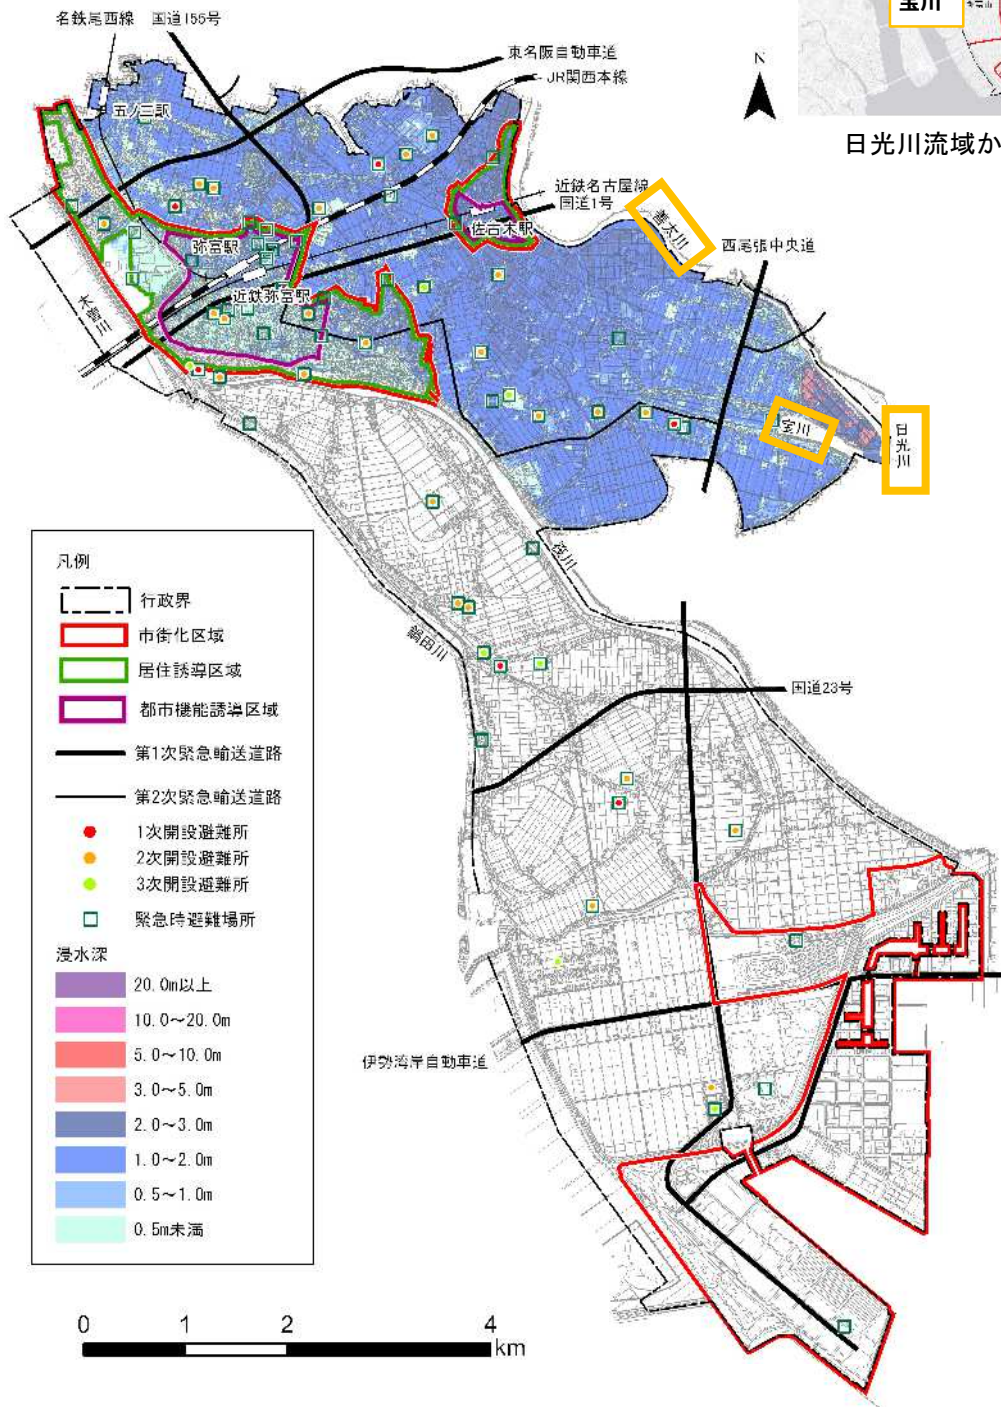 宝川
日光川流域か
名鉄尾西線
国道155号
東名阪自動車道
JR関西本線
N
五ノ三駅
近鉄名古屋線
国道1号
善太川
佐古木駅
弥富駅
西尾張中央道
近鉄弥富駅
木曽川
宝川
日光川
筏川
鍋田川
国道23号
伊勢湾岸自動車道
凡例
行政界
市街化区域
居住誘導区域
都市機能誘導区域
第1次緊急輸送道路
第2次緊急輸送道路
1次開設避難所
2次開設避難所
3次開設避難所
緊急時避難場所
浸水深
20.0m以上
10.0～20.0m
5.0～10.0m
3.0～5.0m
2.0～3.0m
1.0～2.0m
0.5～1.0m
0.5m未満
0 1 2 4 km